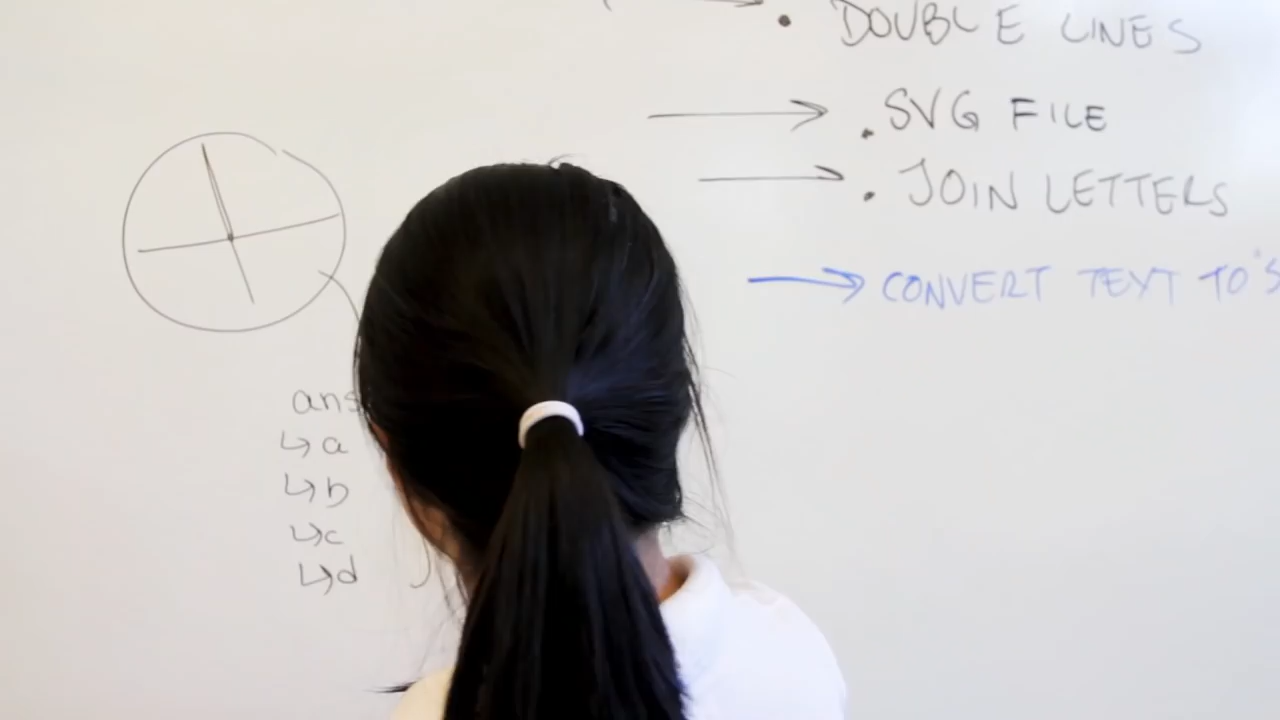 DOUBLE LINES
SVG FILE
JOIN LETTERS
CONVERT TEXT TO 'S
ans
a
b
c
d